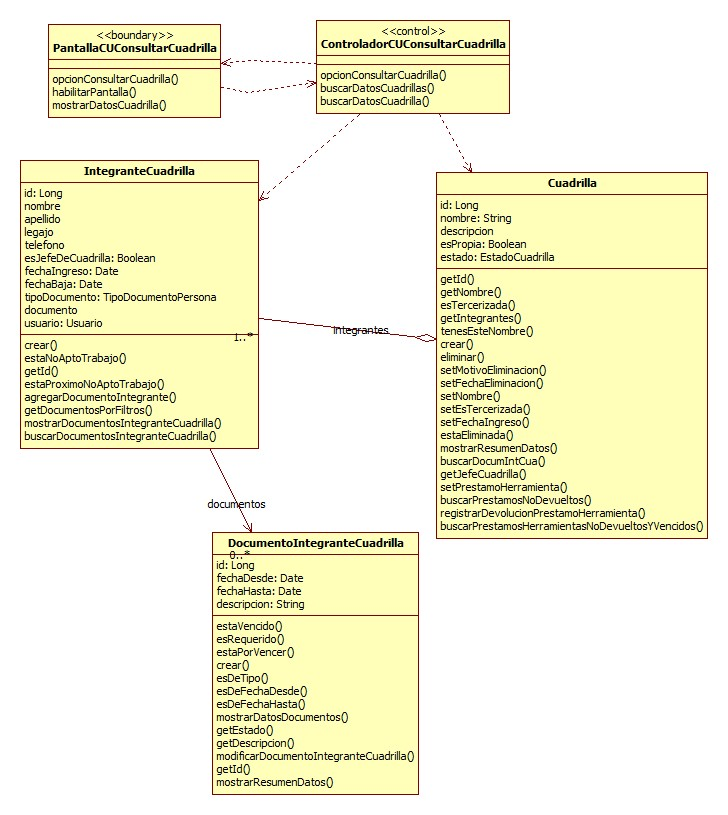 <<boundary>>
PantallaCUConsultarCuadrilla
opcionConsultarCuadrilla()
habilitarPantalla()
mostrarDatosCuadrilla()
<<control>>
ControladorCUConsultarCuadrilla
opcionConsultarCuadrilla()
buscarDatosCuadrillas()
buscarDatosCuadrilla()
IntegranteCuadrilla
id: Long
nombre
apellido
legajo
telefono
esJefeDeCuadrilla: Boolean
fechaIngreso: Date
fechaBaja: Date
tipoDocumento: TipoDocumentoPersona
documento
usuario: Usuario
1..*
crear()
estaNoAptoTrabajo()
getId()
estaProximoNoAptoTrabajo()
agregarDocumentoIntegrante()
getDocumentosPorFiltros()
mostrarDocumentosIntegranteCuadrilla()
buscarDocumentosIntegranteCuadrilla()
integrantes
Cuadrilla
id: Long
nombre: String
descripcion
esPropia: Boolean
estado: EstadoCuadrilla
getId()
getNombre()
esTercerizada()
getIntegrantes()
tenesEsteNombre()
crear()
eliminar()
setMotivoEliminacion()
setFechaEliminacion()
setNombre()
setEsTercerizada()
setFechaIngreso()
estaEliminada()
mostrarResumenDatos()
buscarDocumIntCua()
getJefeCuadrilla()
setPrestamoHerramienta()
buscarPrestamosNoDevueltos()
registrarDevolucionPrestamoHerramienta()
buscarPrestamosHerramientasNoDevueltosYVencidos()
documentos
DocumentoIntegranteCuadrilla
0..*
id: Long
fechaDesde: Date
fechaHasta: Date
descripcion: String
estaVencido()
esRequerido()
estaPorVencer()
crear()
esDeTipo()
esDeFechaDesde()
esDeFechaHasta()
mostrarDatosDocumentos()
getEstado()
getDescripcion()
modificarDocumentoIntegranteCuadrilla()
getId()
mostrarResumenDatos()